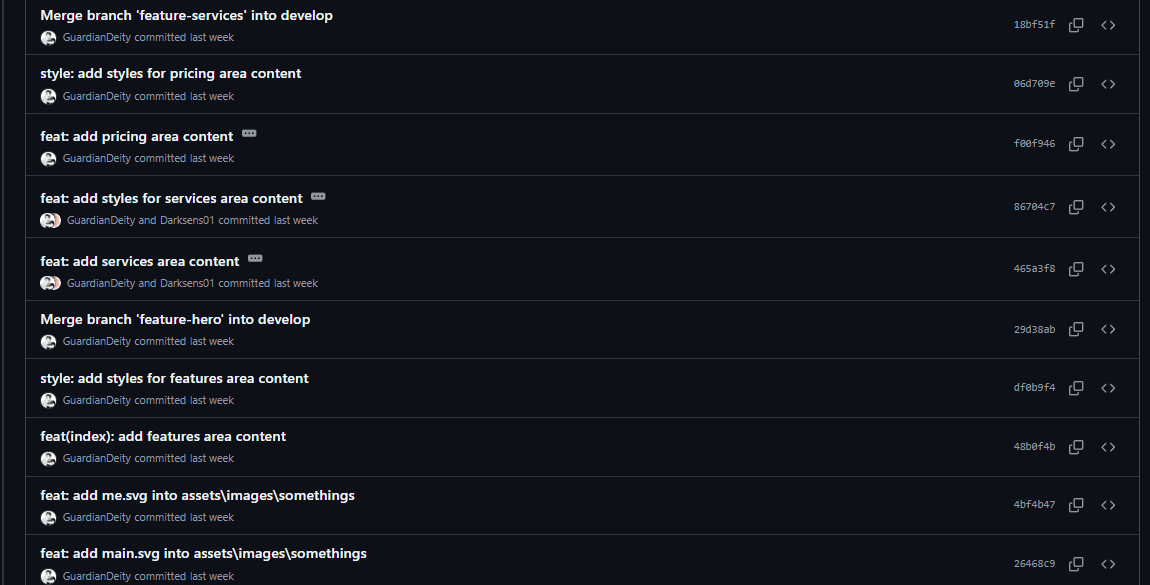 Merge branch 'feature-services' into develop
GuardianDeity committed last week
18bf51f
style: add styles for pricing area content
GuardianDeity committed last week
06d709e
feat: add pricing area content
GuardianDeity committed last week
f00f946
feat: add styles for services area content
GuardianDeity and Darksens01 committed last week
86704c7
feat: add services area content
GuardianDeity and Darksens01 committed last week
465a3f8
Merge branch 'feature-hero' into develop
GuardianDeity committed last week
29d38ab
style: add styles for features area content
GuardianDeity committed last week
df0b9f4
feat(index): add features area content
GuardianDeity committed last week
48b0f4b
feat: add me.svg into assets\images\somethings
GuardianDeity committed last week
4bf4b47
feat: add main.svg into assets\images\somethings
GuardianDeity committed last week
26468c9